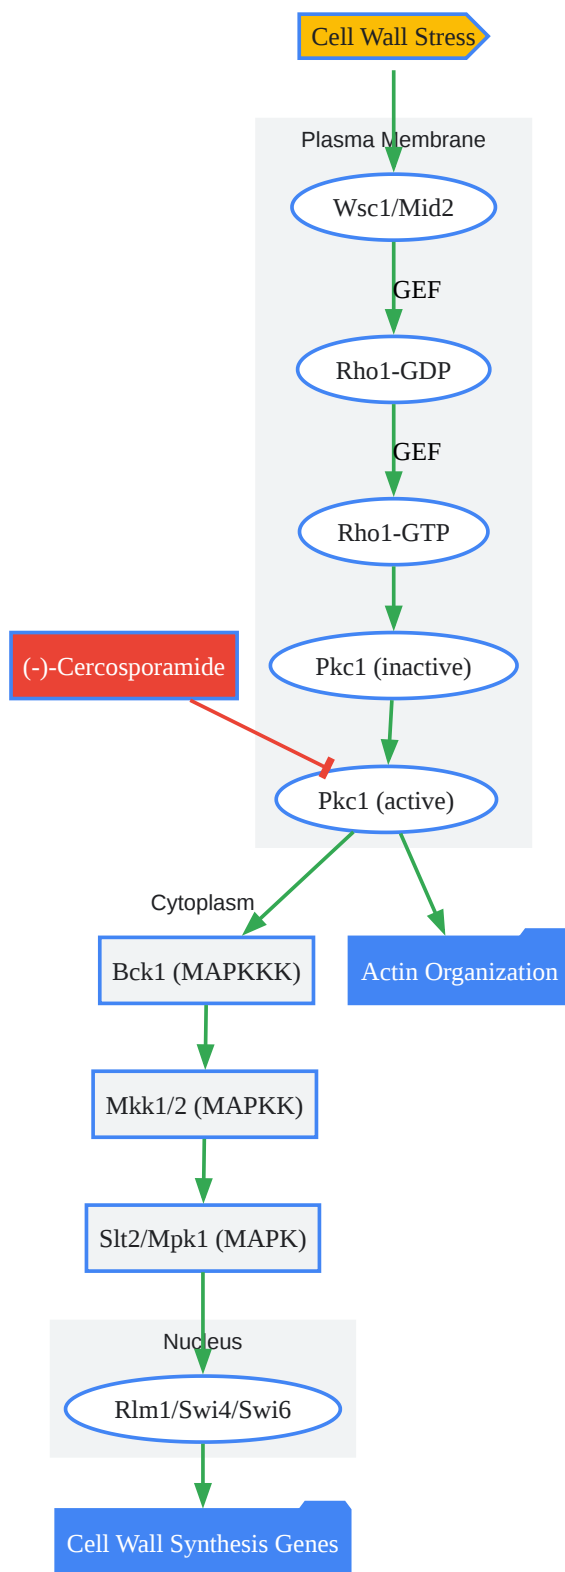 Cell Wall Stress
Plasma Membrane
Wsc1/Mid2
GEF
Rho1-GDP
GEF
Rho1-GTP
(-)-Cercosporamide
Pkc1 (inactive)
Pkc1 (active)
Cytoplasm
Bck1 (MAPKKK)
Actin Organization
Mkk1/2 (MAPKK)
Slt2/Mpk1 (MAPK)
Nucleus
Rlm1/Swi4/Swi6
Cell Wall Synthesis Genes